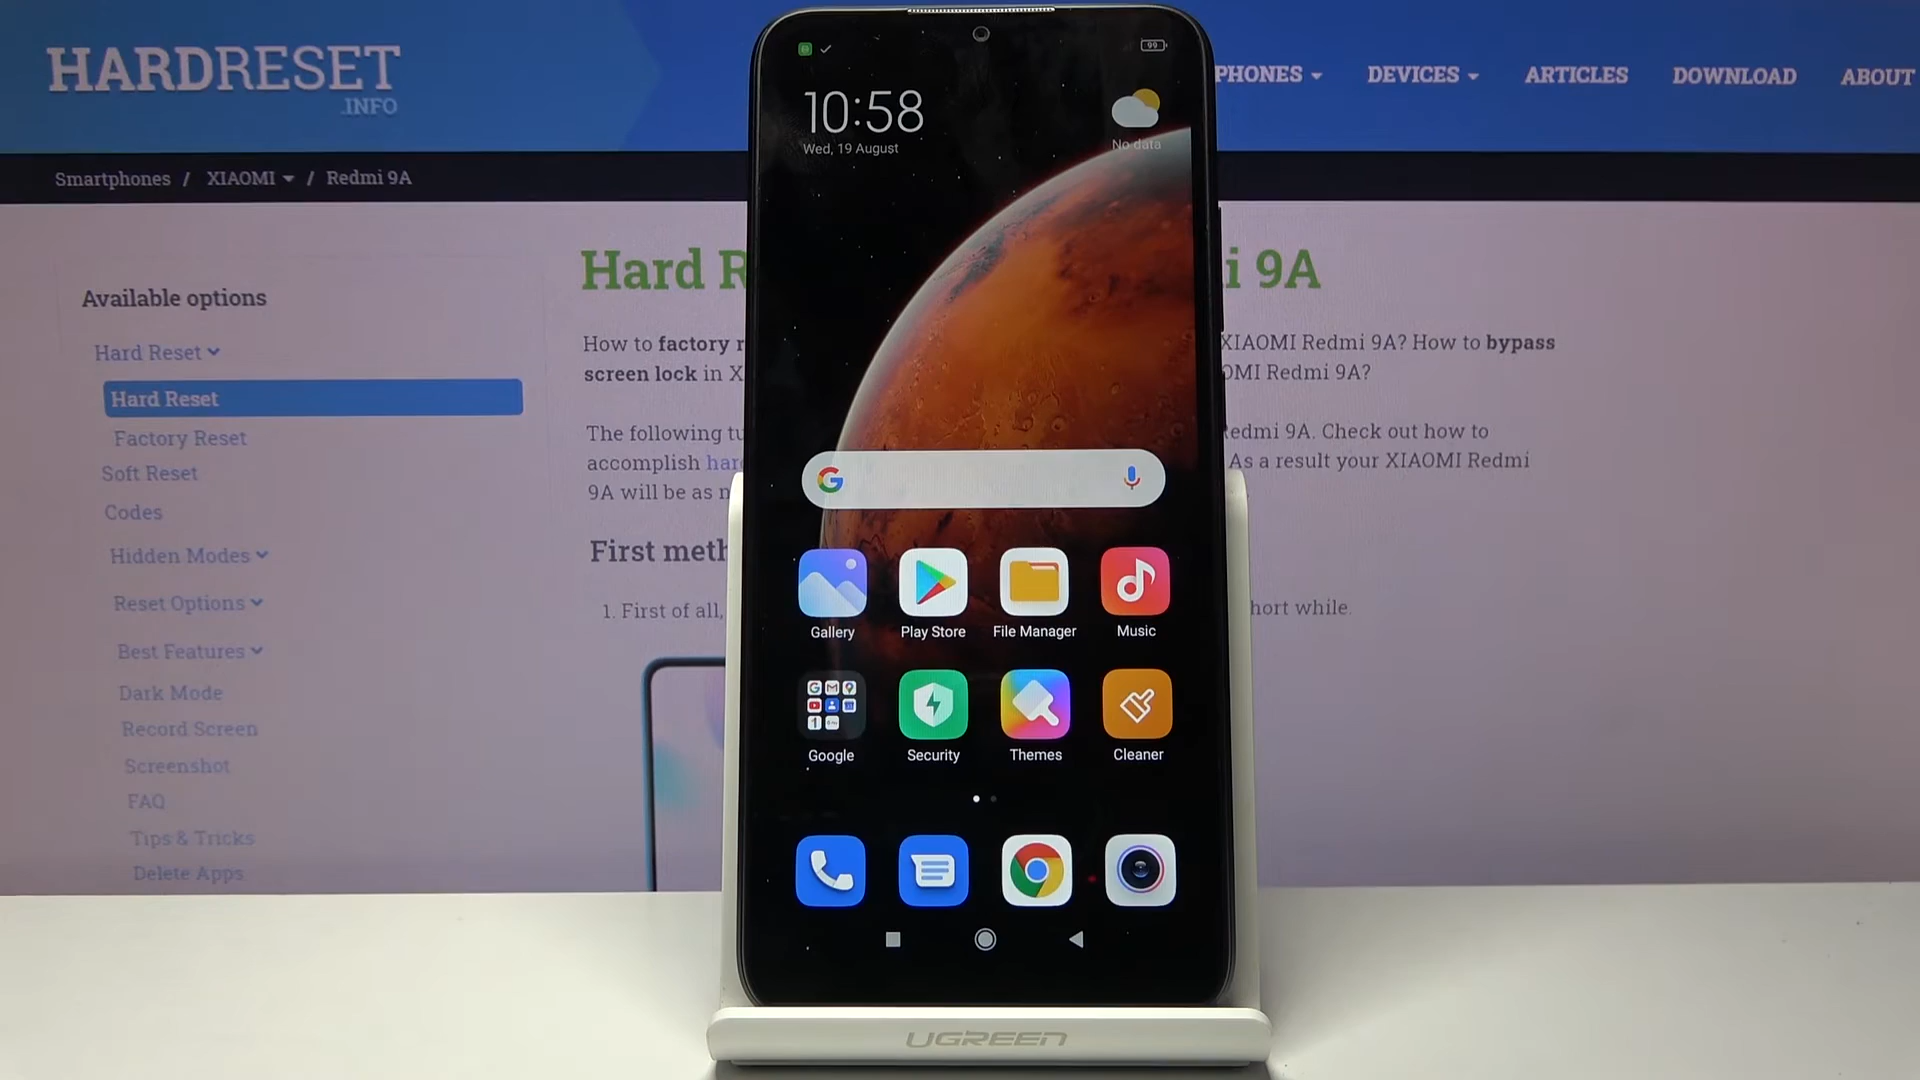 HARDRESET
.INFO
PHONES
DEVICES
ARTICLES
DOWNLOAD
ABOUT
Smartphones / XIAOMI / Redmi 9A
Available options
Hard Reset
Hard Reset
Factory Reset
Soft Reset
Codes
Hidden Modes
Reset Options
Best Features
Dark Mode
Record Screen
Screenshot
FAQ
Tips & Tricks
Delete Apps
Hard R
i 9A
How to factory r
XIAOMI Redmi 9A? How to bypass
screen lock in X
OMI Redmi 9A?
The following tu
Redmi 9A. Check out how to
accomplish har
As a result your XIAOMI Redmi
9A will be as n
First meth
1. First of all,
hort while.
99
10:58
Wed, 19 August
No data
Gallery
Play Store
File Manager
Music
Google
Security
Themes
Cleaner
UGREEN